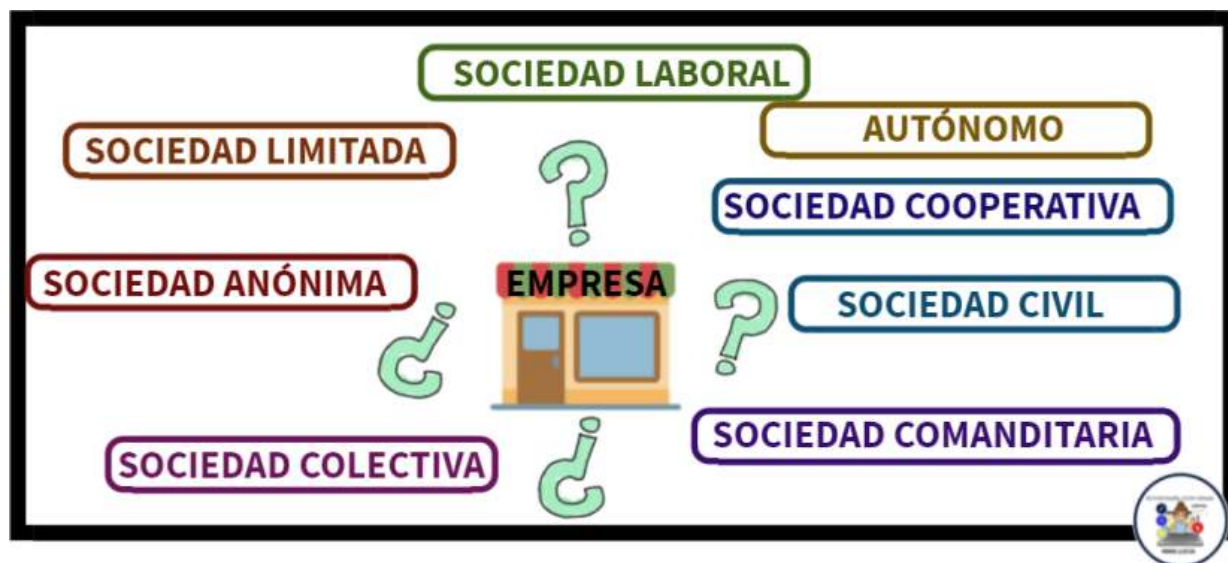 SOCIEDAD LABORAL
AUTÓNOMO
SOCIEDAD LIMITADA
SOCIEDAD COOPERATIVA
SOCIEDAD ANÓNIMA
EMPRESA
SOCIEDAD CIVIL
SOCIEDAD COMANDITARIA
SOCIEDAD COLECTIVA